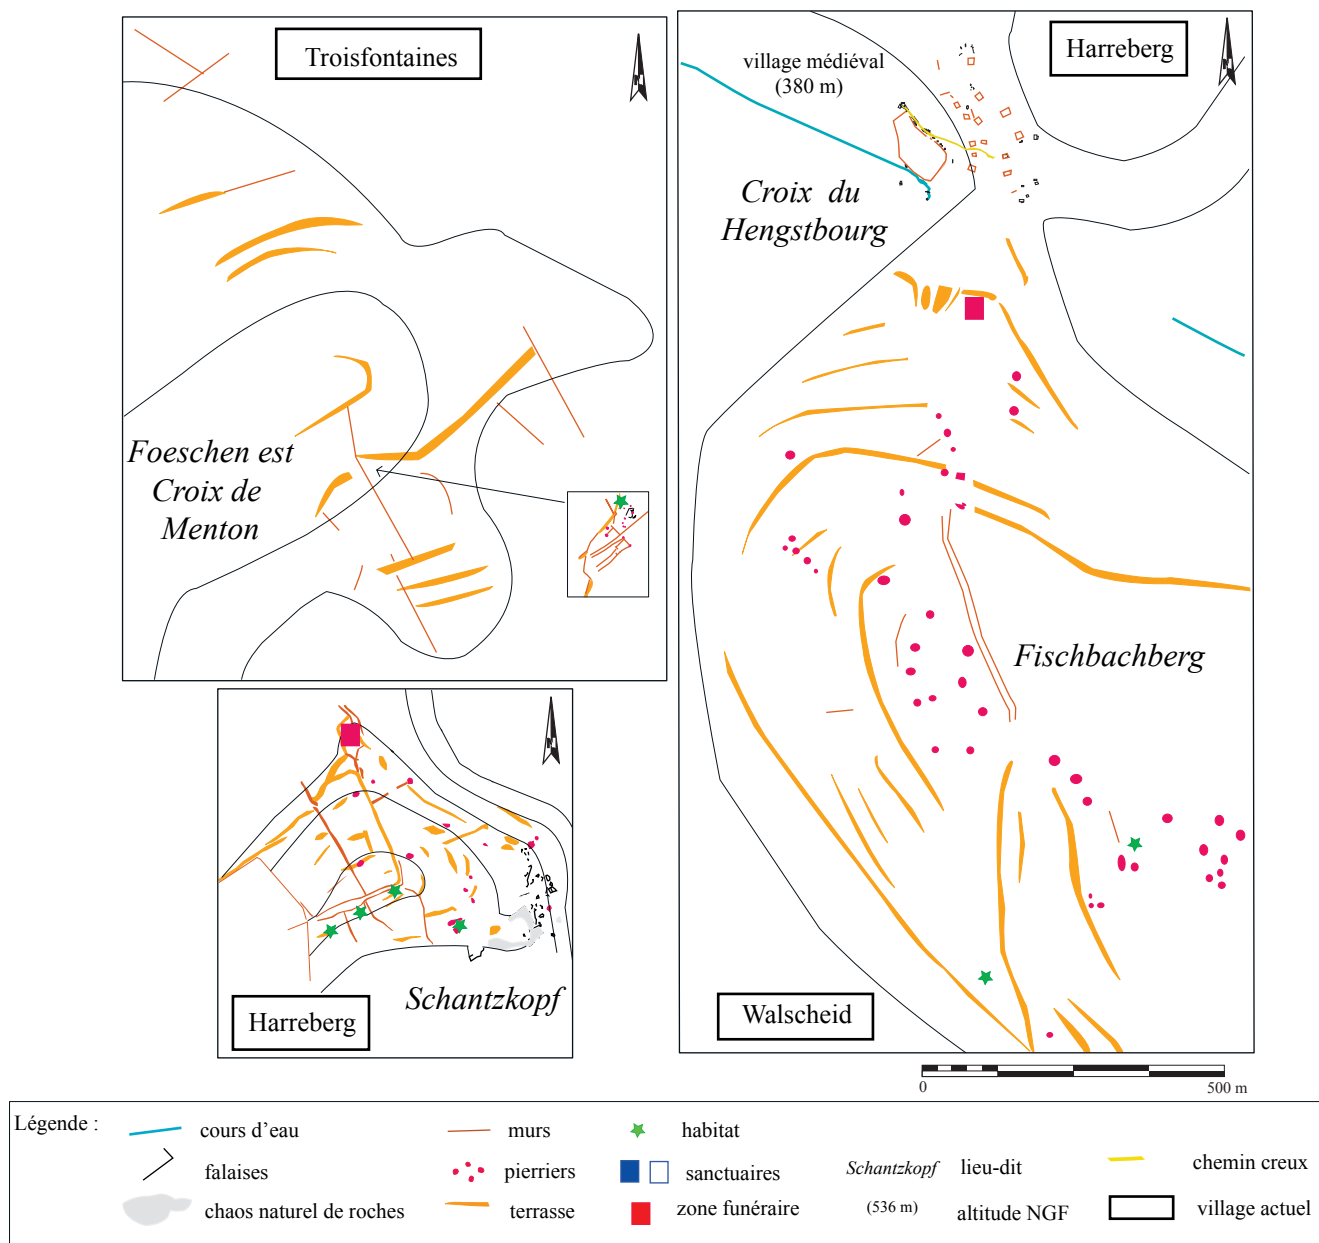 Troisfontaines
Foeschen est
Croix de
Menton
N
village médiéval
(380 m)
Harreberg
N
Croix du
Hengstbourg
Fischbachberg
Walscheid
N
Schantzkopf
Harreberg
0 500 m
Légende :
cours d'eau
murs
habitat
falaises
pierriers
sanctuaires
Schantzkopf lieu-dit
chemin creux
chaos naturel de roches
terrasse
zone funéraire
(536 m) altitude NGF
village actuel